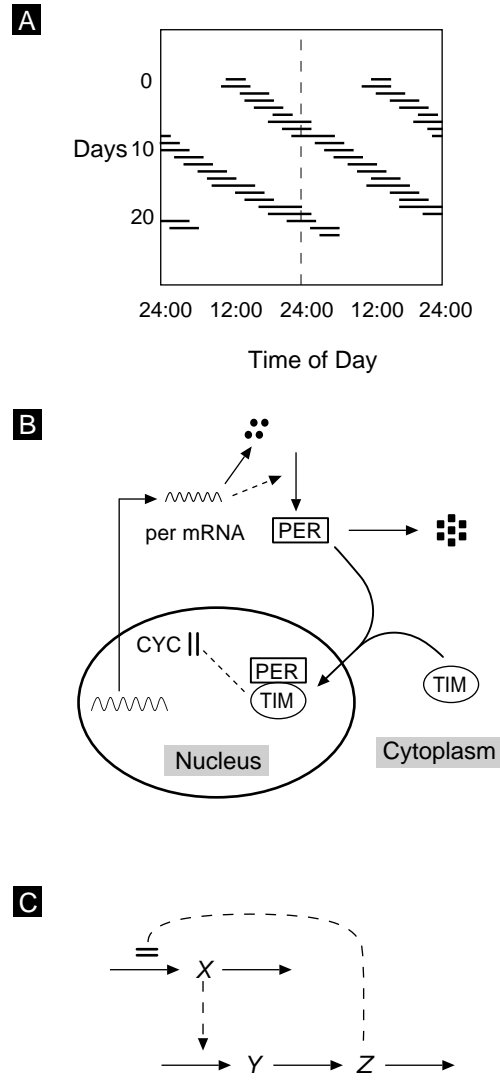 A
0
Days 10
20
24:00 12:00 24:00 12:00 24:00
Time of Day
B
per mRNA
PER
CYC
PER
TIM
TIM
Nucleus
Cytoplasm
C
X
Y Z